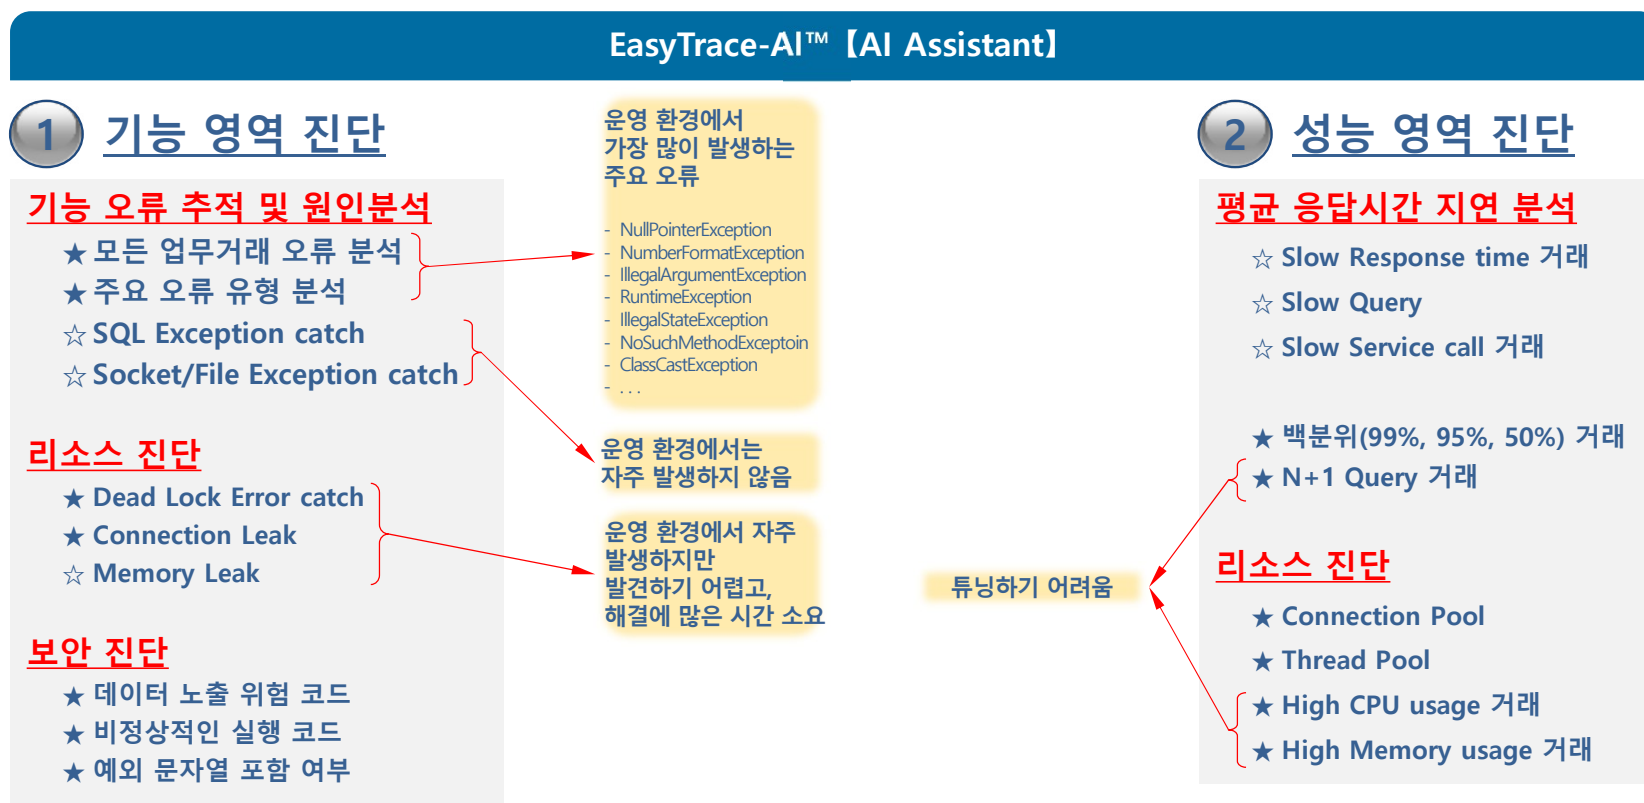 EasyTrace-AI™【AI Assistant】
1 기능 영역 진단
기능 오류 추적 및 원인분석
★ 모든 업무거래 오류 분석
★ 주요 오류 유형 분석
☆ SQL Exception catch
☆ Socket/File Exception catch
리소스 진단
★ Dead Lock Error catch
★ Connection Leak
☆ Memory Leak
보안 진단
★ 데이터 노출 위험 코드
★ 비정상적인 실행 코드
★ 예외 문자열 포함 여부
운영 환경에서
가장 많이 발생하는
주요 오류
- NullPointerException
- NumberFormatException
- IllegalArgumentException
- RuntimeException
- IllegalStateException
- NoSuchMethodExceptoin
- ClassCastException
- . . .
운영 환경에서는
자주 발생하지 않음
운영 환경에서 자주
발생하지만
발견하기 어렵고,
해결에 많은 시간 소요
튜닝하기 어려움
2 성능 영역 진단
평균 응답시간 지연 분석
☆ Slow Response time 거래
☆ Slow Query
☆ Slow Service call 거래
★ 백분위(99%, 95%, 50%) 거래
★ N+1 Query 거래
리소스 진단
★ Connection Pool
★ Thread Pool
★ High CPU usage 거래
★ High Memory usage 거래